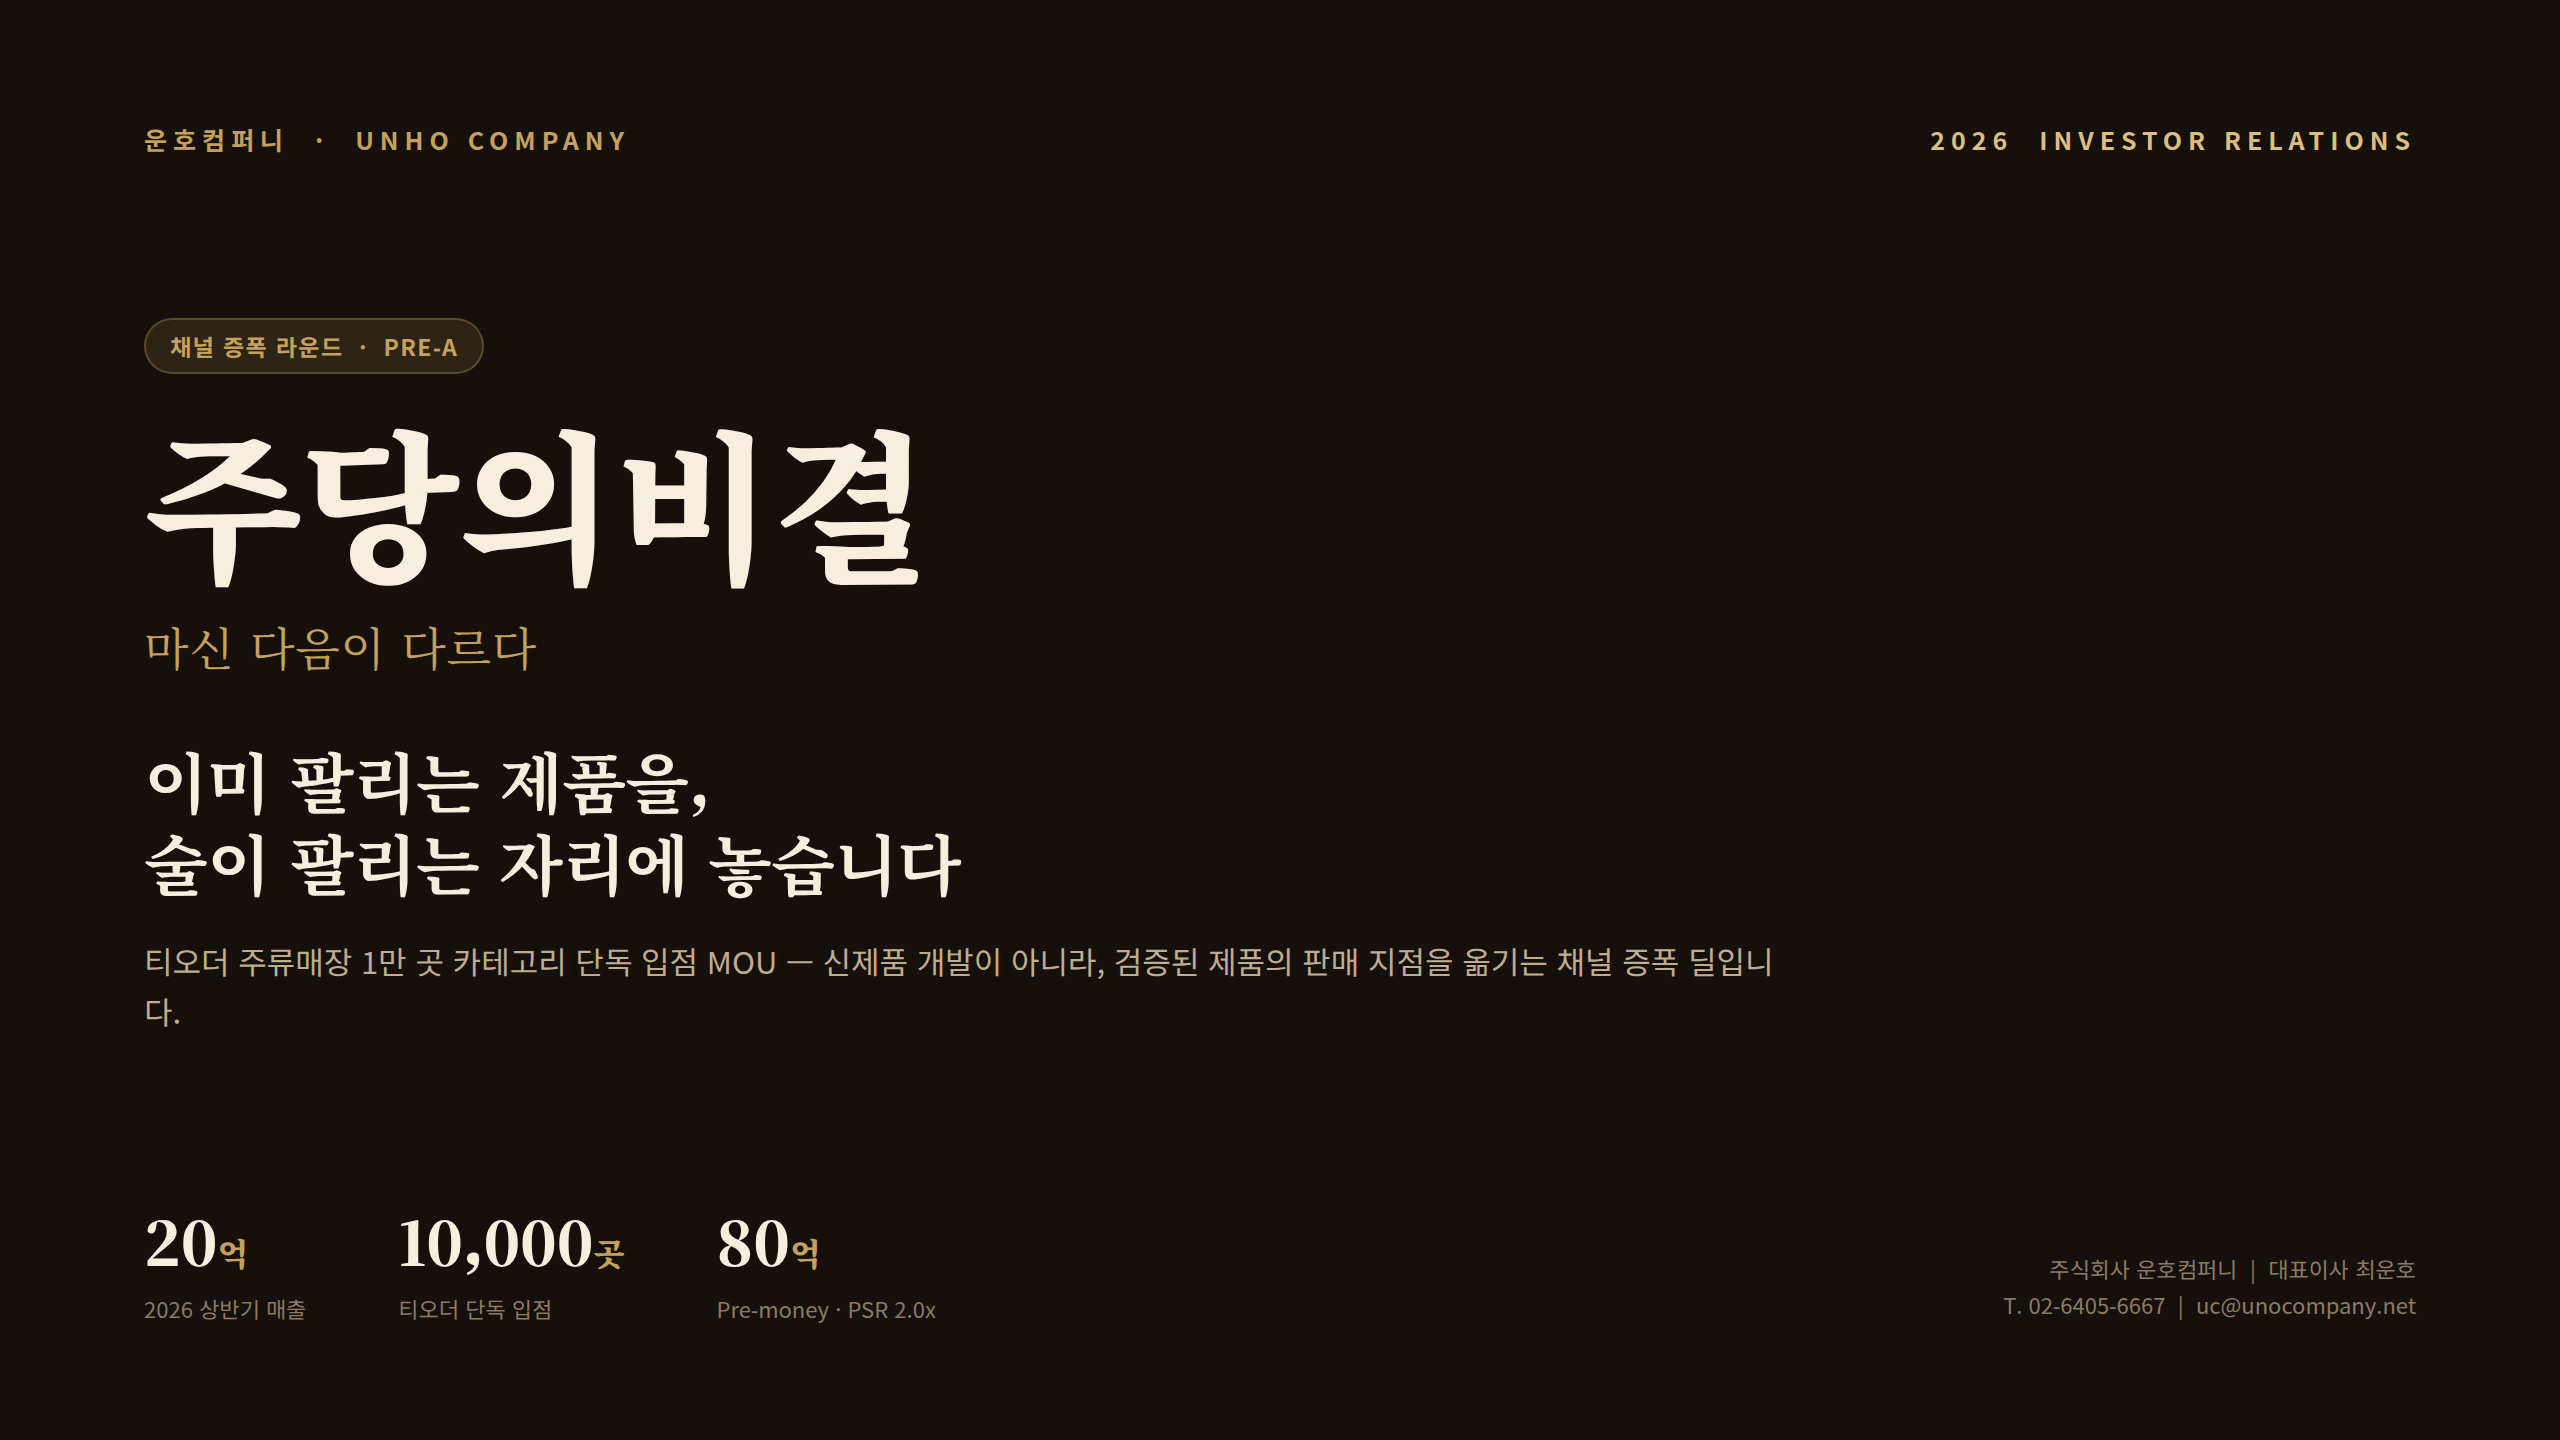 운호컴퍼니 · UNHO COMPANY
2026 INVESTOR RELATIONS
채널 증폭 라운드 · PRE-A
주당의비결
마신 다음이 다르다
이미 팔리는 제품을,
술이 팔리는 자리에 놓습니다
티오더 주류매장 1만 곳 카테고리 단독 입점 MOU — 신제품 개발이 아니라, 검증된 제품의 판매 지점을 옮기는 채널 증폭 딜입니
다.
20억
2026 상반기 매출
10,000곳
티오더 단독 입점
80억
Pre-money · PSR 2.0x
주식회사 운호컴퍼니 | 대표이사 최운호
T. 02-6405-6667 | uc@unocompany.net